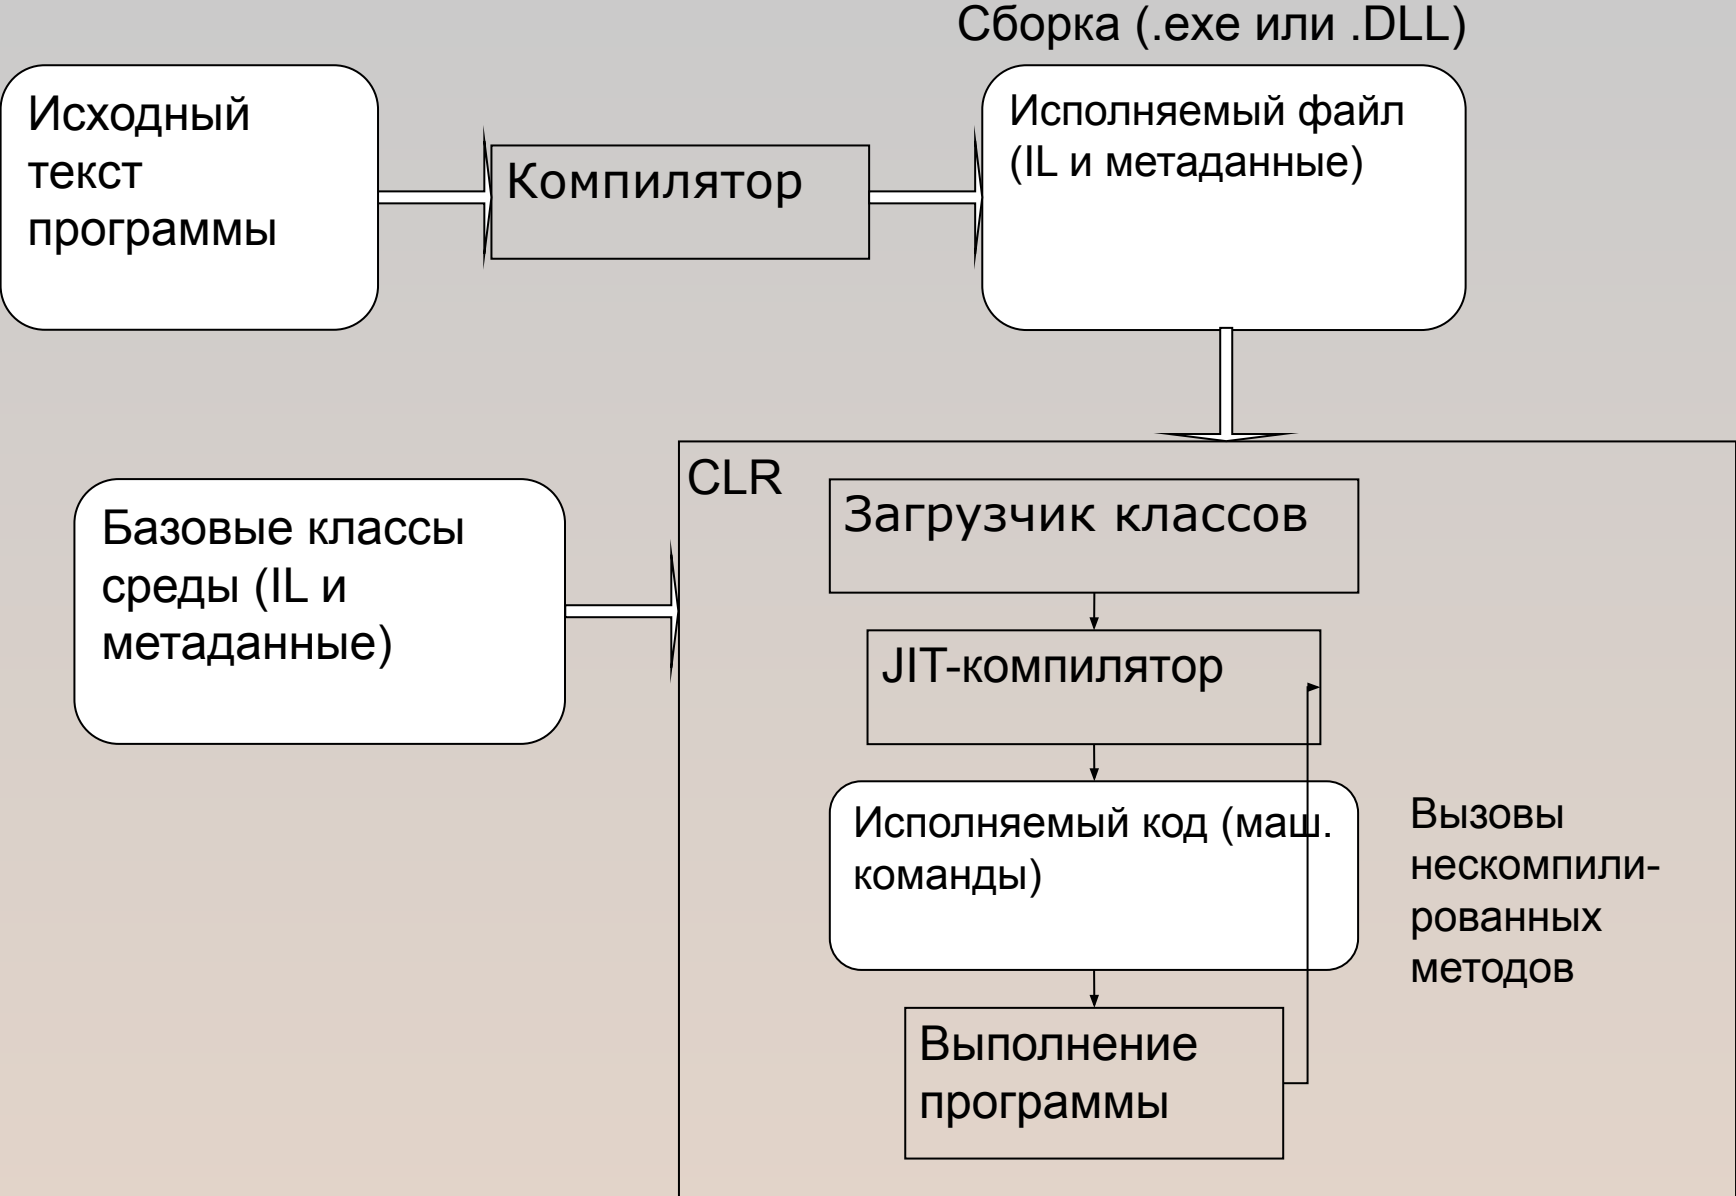 Сборка (.exe или .DLL)
Исходный
текст
программы
Компилятор
Исполняемый файл
(IL и метаданные)
Базовые классы
среды (IL и
метаданные)
CLR
Загрузчик классов
JIT-компилятор
Исполняемый код (маш.
команды)
Вызовы
нескомпили-
рованных
методов
Выполнение
программы